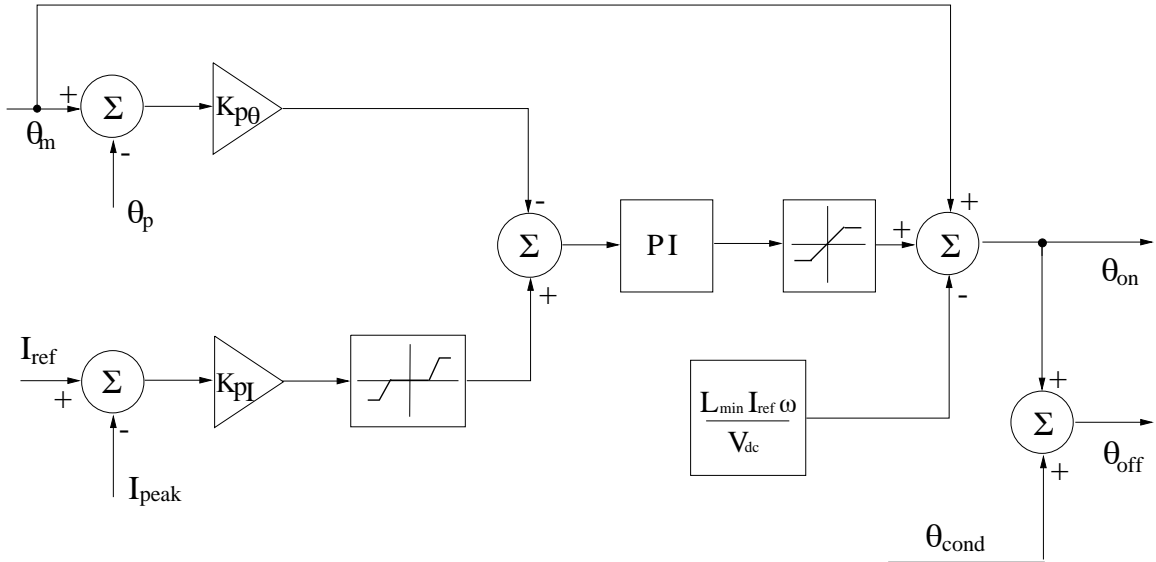 +
Σ
-
θm
θp
Kpθ
Iref
+
Σ
-
Ipeak
KpI
-
Σ
+
PI
+
+
Σ
-
Lmin Iref ω
Vdc
θon
+
Σ
+
θoff
θcond